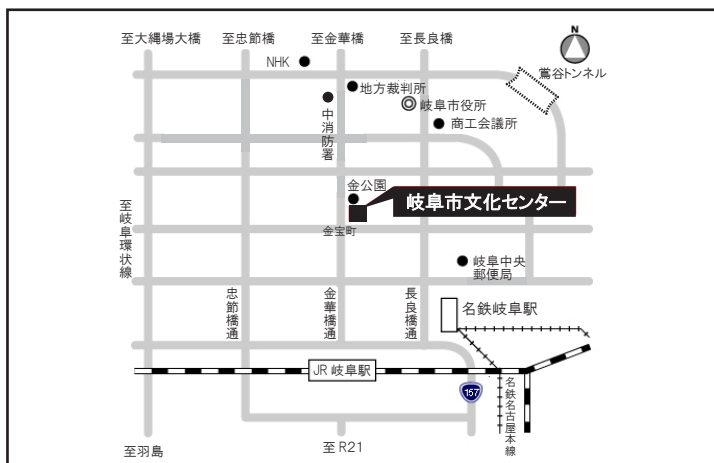 至大縄場大橋
至忠節橋
至金華橋
至長良橋
N
NHK
鶯谷トンネル
地方裁判所
岐阜市役所
中消防署
商工会議所
金公園
岐阜市文化センター
至岐阜環状線
金宝町
岐阜中央
郵便局
忠節橋通
金華橋通
長良橋通
名鉄岐阜駅
JR 岐阜駅
157
名鉄名古屋本線
至羽島
至 R21